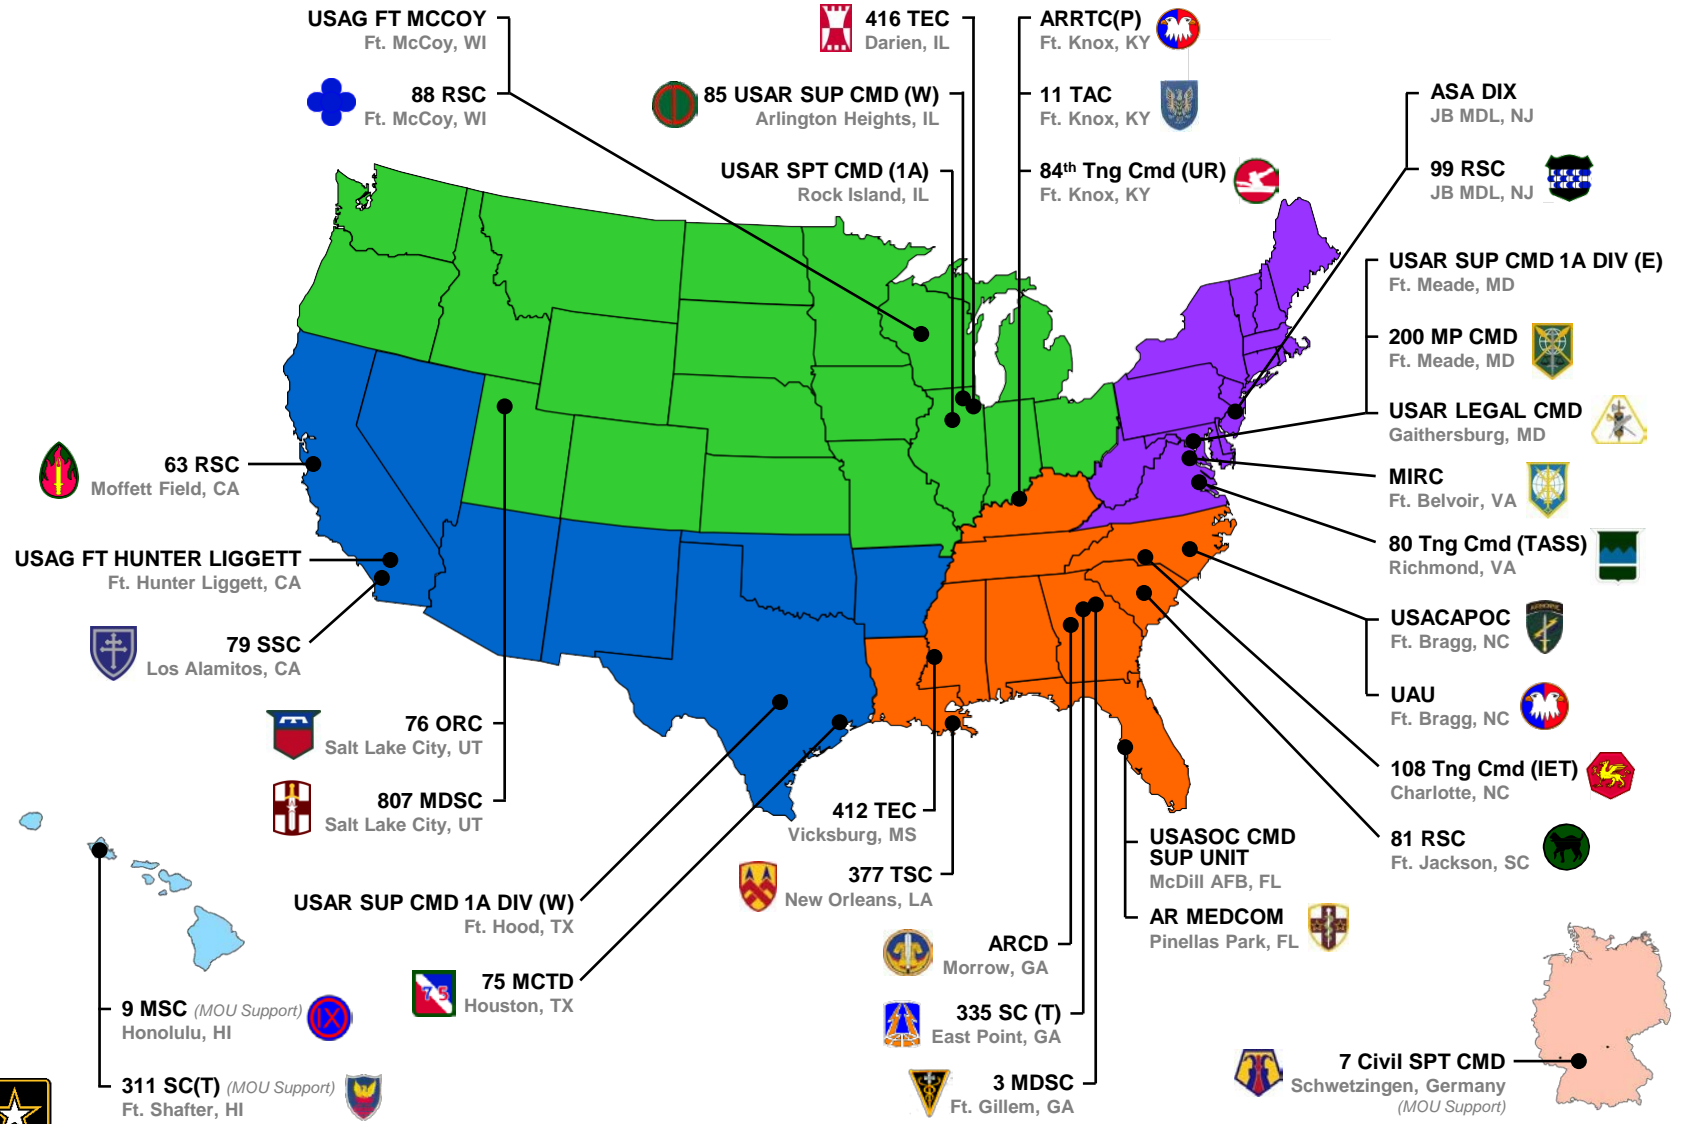 USAG FT MCCOY
Ft. McCoy, WI
88 RSC
Ft. McCoy, WI
416 TEC
Darien, IL
85 USAR SUP CMD (W)
Arlington Heights, IL
USAR SPT CMD (1A)
Rock Island, IL
ARRTC(P)
Ft. Knox, KY
11 TAC
Ft. Knox, KY
84th Tng Cmd (UR)
Ft. Knox, KY
ASA DIX
JB MDL, NJ
99 RSC
JB MDL, NJ
USAR SUP CMD 1A DIV (E)
Ft. Meade, MD
200 MP CMD
Ft. Meade, MD
USAR LEGAL CMD
Gaithersburg, MD
MIRC
Ft. Belvoir, VA
80 Tng Cmd (TASS)
Richmond, VA
USACAPOC
Ft. Bragg, NC
AIRBORNE
UAU
Ft. Bragg, NC
108 Tng Cmd (IET)
Charlotte, NC
81 RSC
Ft. Jackson, SC
63 RSC
Moffett Field, CA
USAG FT HUNTER LIGGETT
Ft. Hunter Liggett, CA
79 SSC
Los Alamitos, CA
76 ORC
Salt Lake City, UT
807 MDSC
Salt Lake City, UT
USAR SUP CMD 1A DIV (W)
Ft. Hood, TX
75 MCTD
Houston, TX
75
412 TEC
Vicksburg, MS
377 TSC
New Orleans, LA
ARCD
Morrow, GA
335 SC (T)
East Point, GA
3 MDSC
Ft. Gillem, GA
USASOC CMD
SUP UNIT
McDill AFB, FL
AR MEDCOM
Pinellas Park, FL
9 MSC (MOU Support)
Honolulu, HI
IX
311 SC(T) (MOU Support)
Ft. Shafter, HI
7 Civil SPT CMD
Schwetzingen, Germany
(MOU Support)